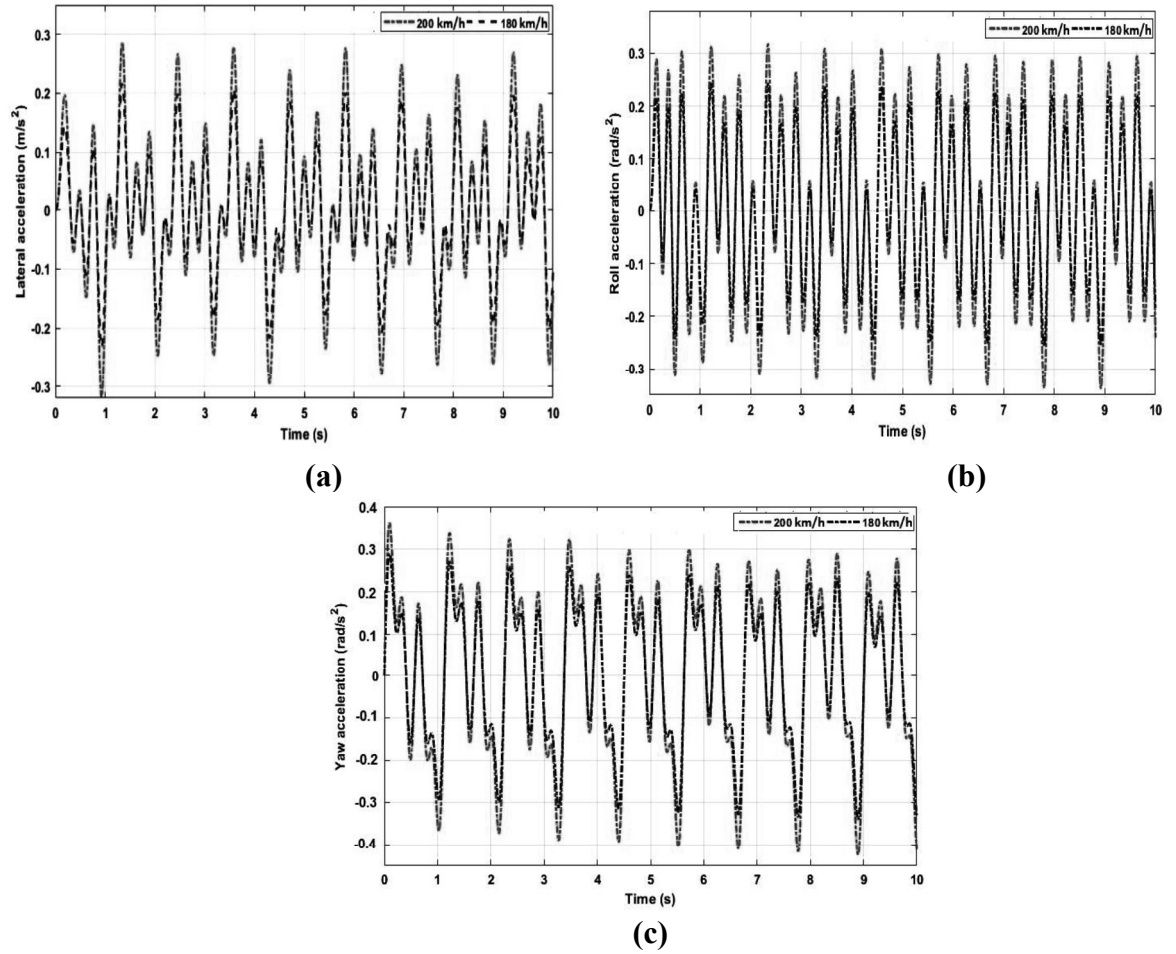 200 km/h 180 km/h
0.3
0.2
0.1
0
-0.1
-0.2
-0.3
Lateral acceleration (m/s²)
0 1 2 3 4 5 6 7 8 9 10
Time (s)
(a)
200 km/h 180 km/h
0.3
0.2
0.1
0
-0.1
-0.2
-0.3
Roll acceleration (rad/s²)
0 1 2 3 4 5 6 7 8 9 10
Time (s)
(b)
200 km/h 180 km/h
0.4
0.3
0.2
0.1
0
-0.1
-0.2
-0.3
-0.4
Yaw acceleration (rad/s²)
0 1 2 3 4 5 6 7 8 9 10
Time (s)
(c)